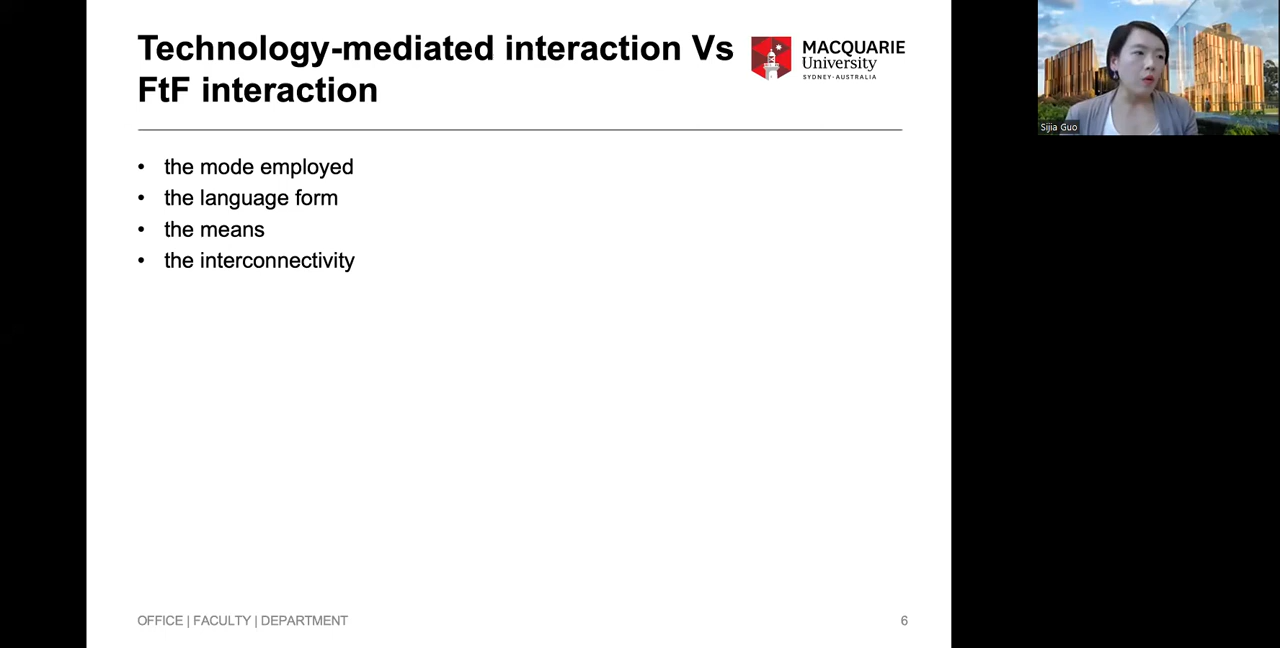 Technology-mediated interaction Vs
FtF interaction
MACQUARIE
University
SYDNEY-AUSTRALIA
• the mode employed
• the language form
• the means
• the interconnectivity
OFFICE | FACULTY | DEPARTMENT
6
Sijia Guo